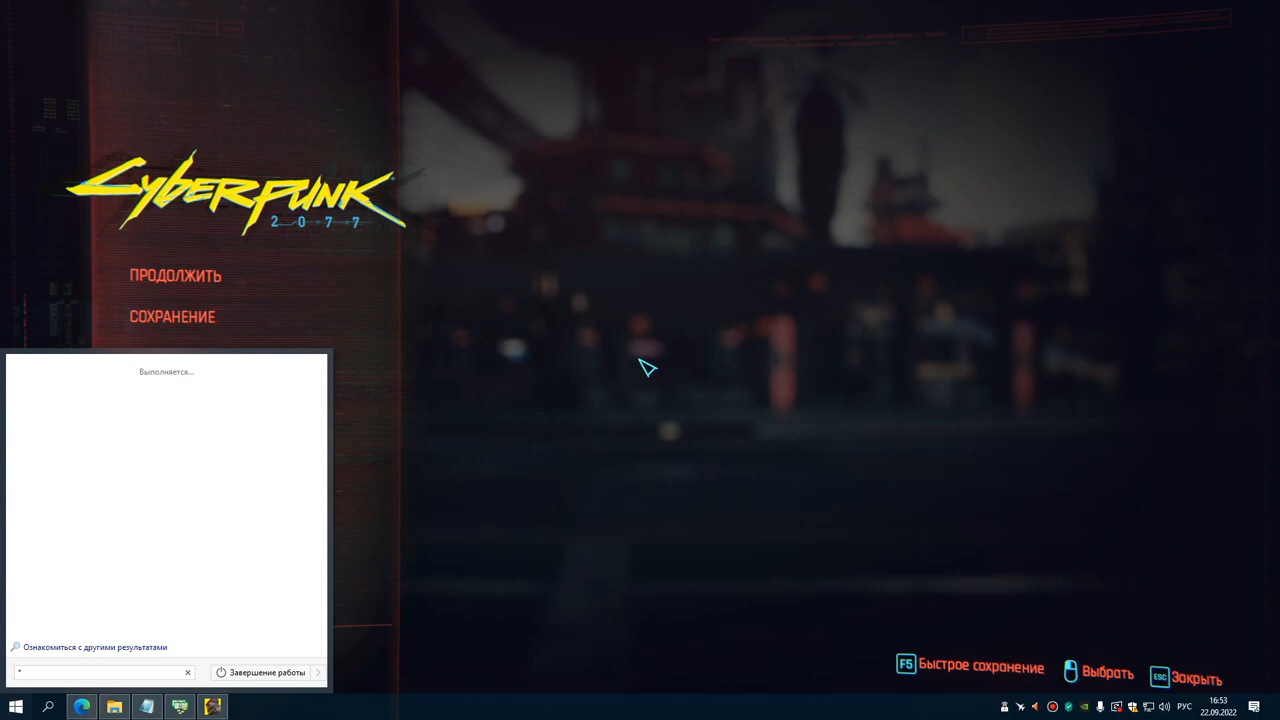 CYBERPUNK
2077
ПРОДОЛЖИТЬ
СОХРАНЕНИЕ
Выполняется...
Ознакомиться с другими результатами
*
Завершение работы
F5 Быстрое сохранение
Выбрать
ESC Закрыть
РУС
16:53
22.09.2022